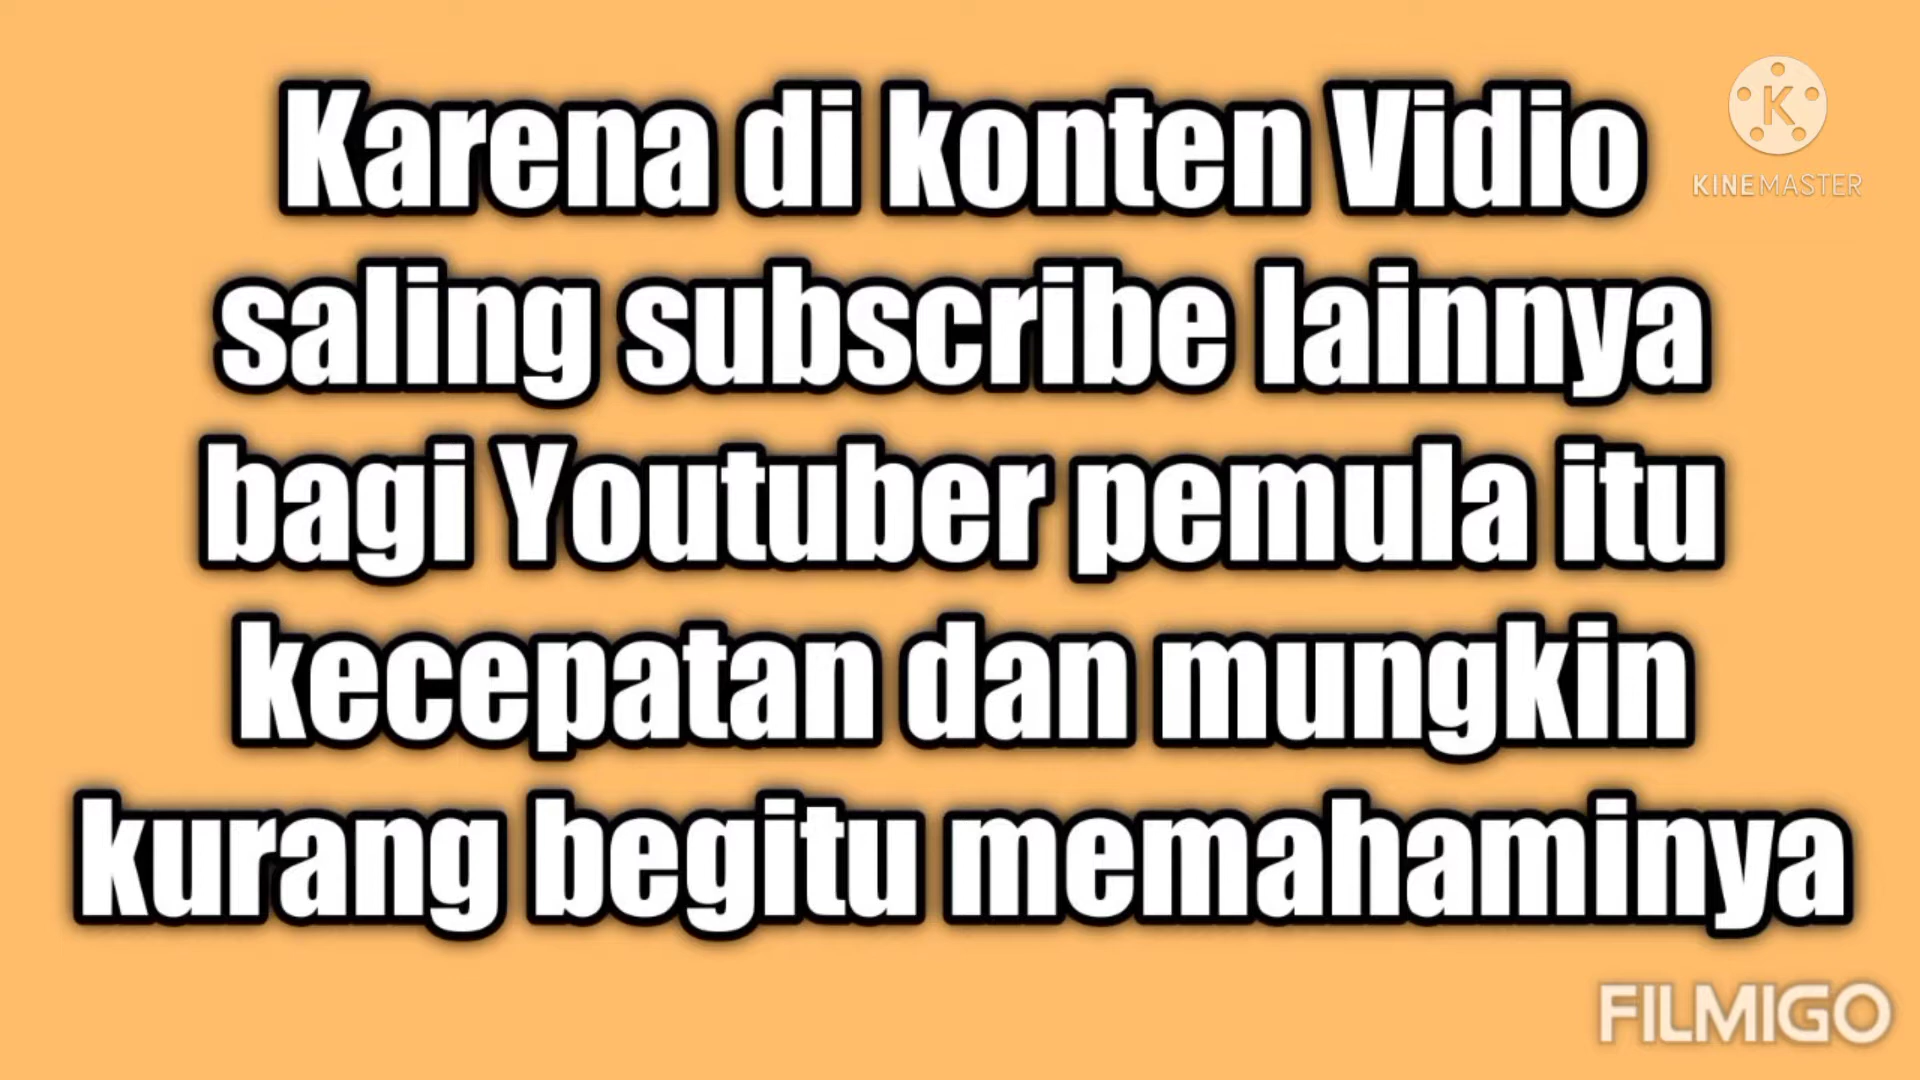 Karena di konten Vidio
KINEMASTER
saling subscribe lainnya
bagi Youtuber pemula itu
kecepatan dan mungkin
kurang begitu memahaminya
FILMIGO